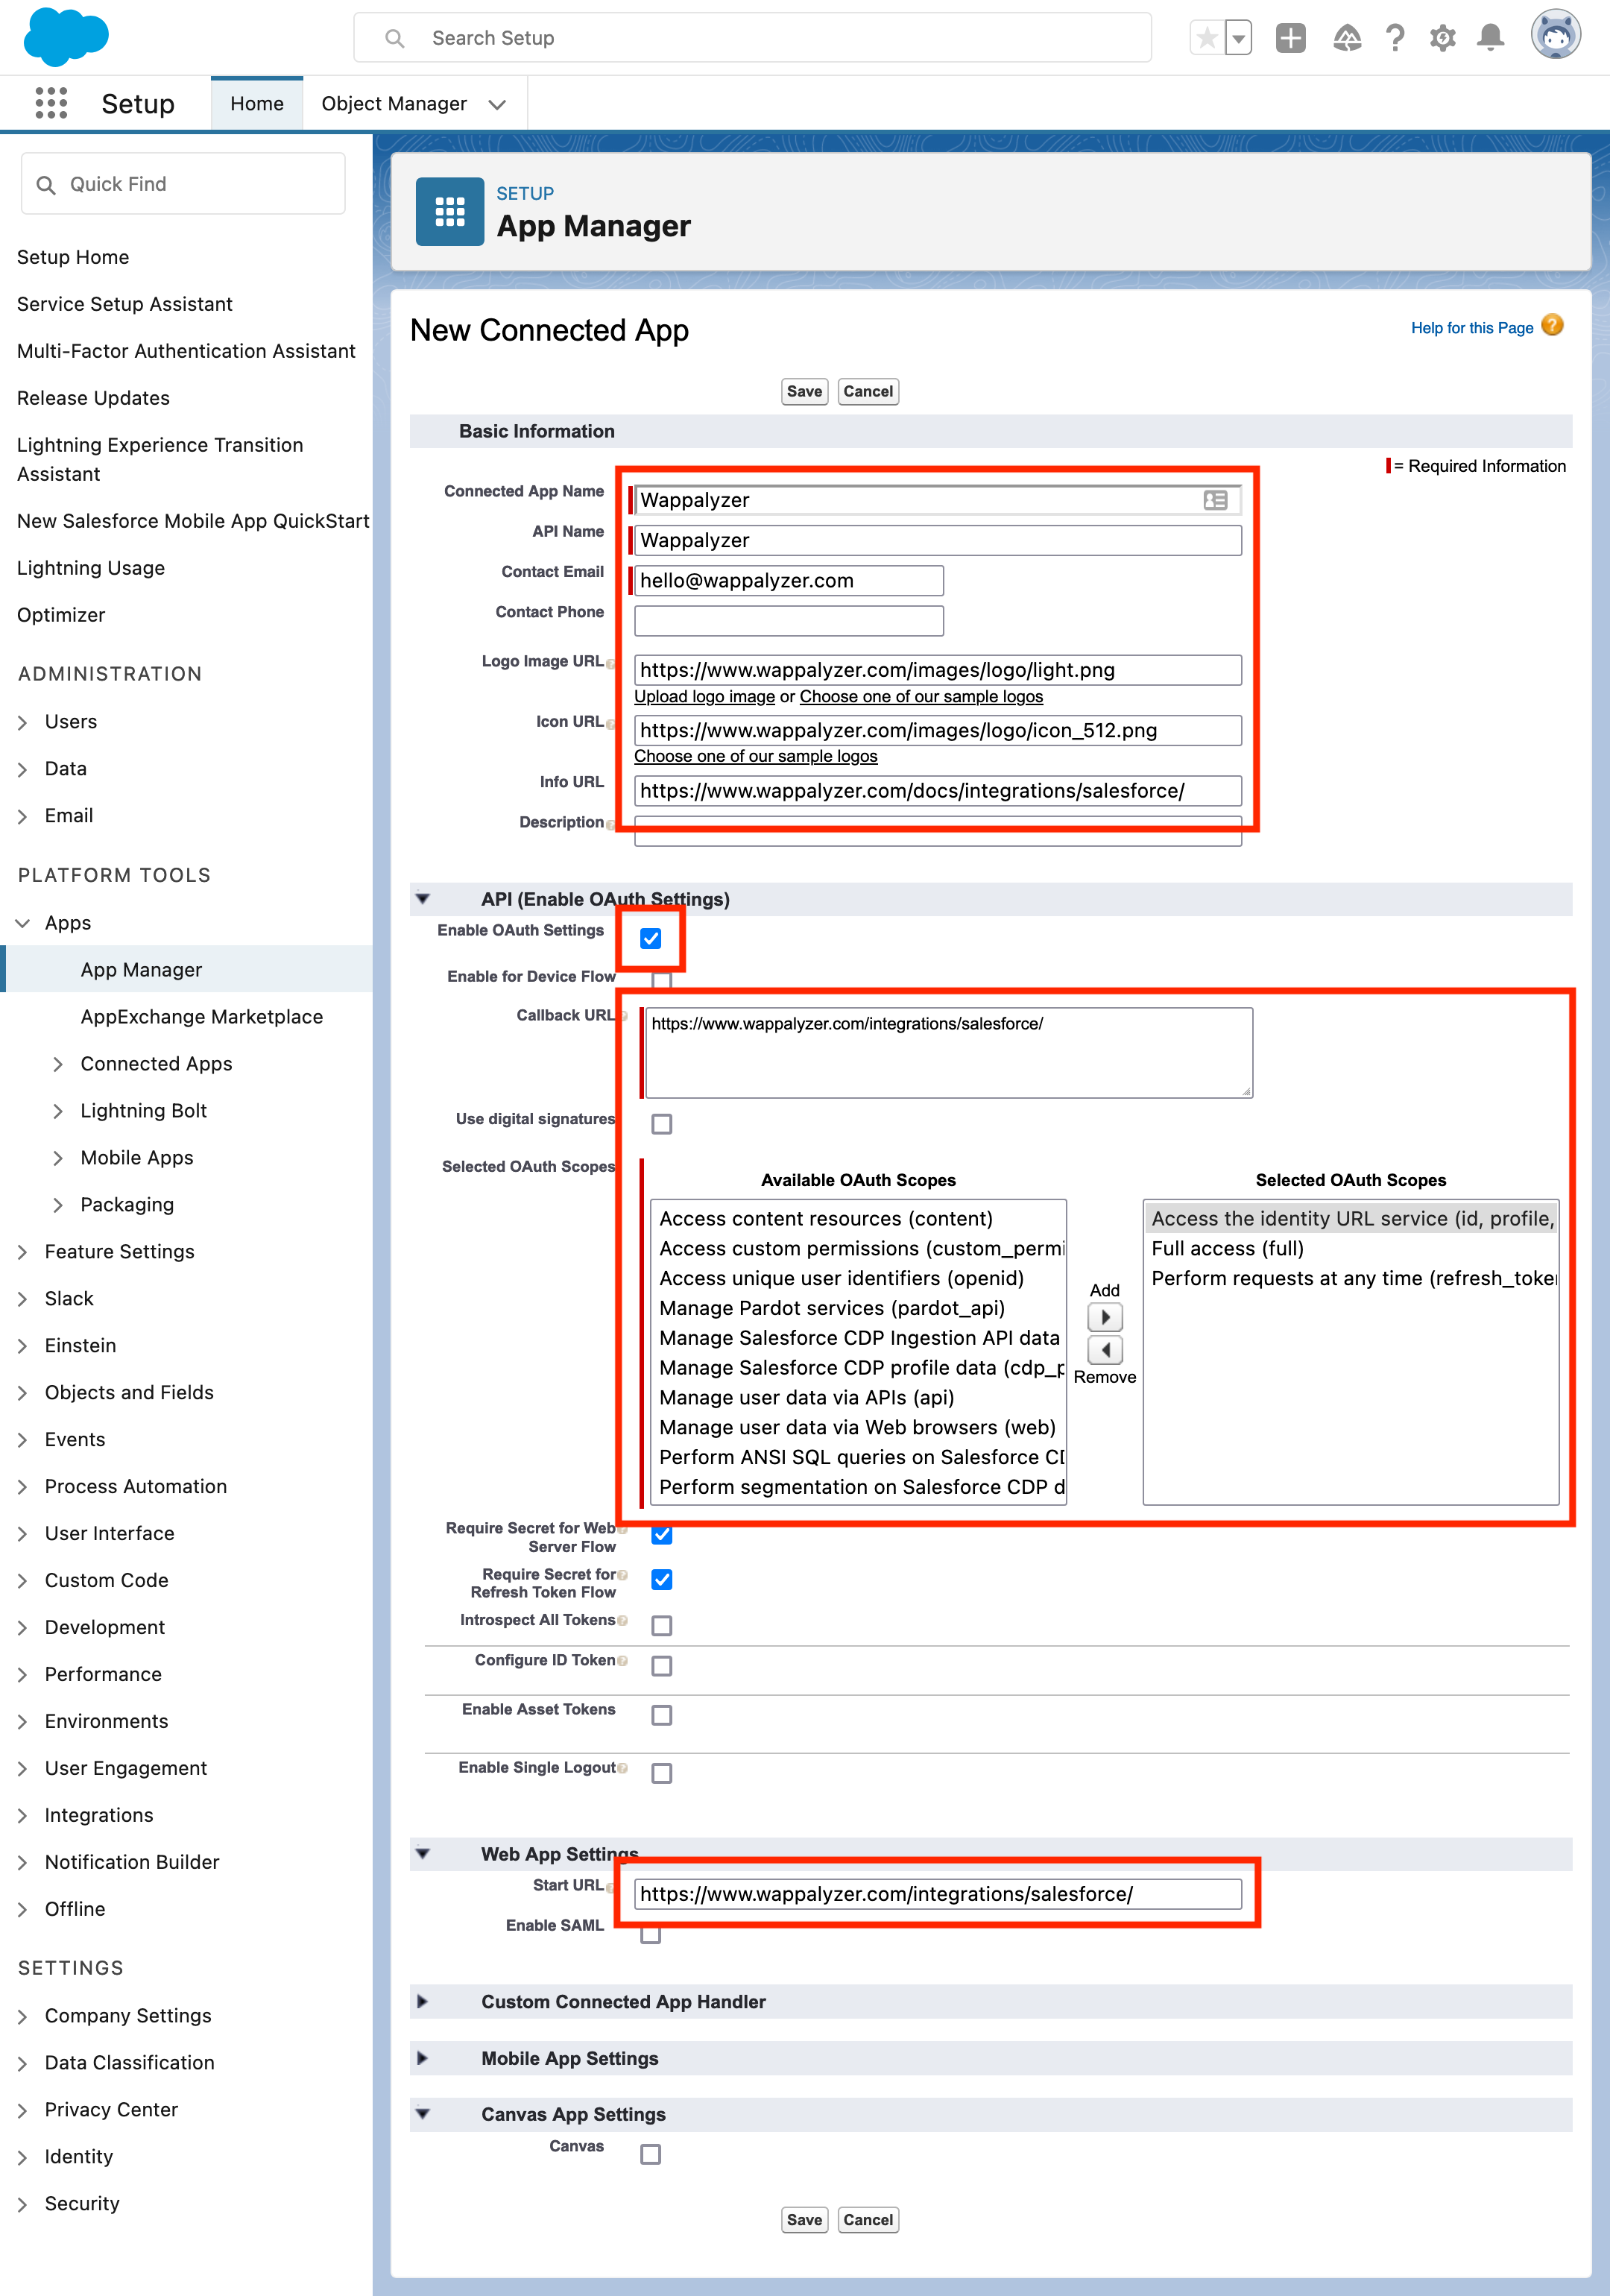 Search Setup
Setup
Home
Object Manager
Quick Find
Setup Home
Service Setup Assistant
Multi-Factor Authentication Assistant
Release Updates
Lightning Experience Transition
Assistant
New Salesforce Mobile App QuickStart
Lightning Usage
Optimizer
ADMINISTRATION
Users
Data
Email
PLATFORM TOOLS
Apps
App Manager
AppExchange Marketplace
Connected Apps
Lightning Bolt
Mobile Apps
Packaging
Feature Settings
Slack
Einstein
Objects and Fields
Events
Process Automation
User Interface
Custom Code
Development
Performance
Environments
User Engagement
Integrations
Notification Builder
Offline
SETTINGS
Company Settings
Data Classification
Privacy Center
Identity
Security
SETUP
App Manager
New Connected App
Help for this Page ?
Save Cancel
Basic Information
= Required Information
Connected App Name Wappalyzer
API Name Wappalyzer
Contact Email hello@wappalyzer.com
Contact Phone
Logo Image URL https://www.wappalyzer.com/images/logo/light.png
Upload logo image or Choose one of our sample logos
Icon URL https://www.wappalyzer.com/images/logo/icon_512.png
Choose one of our sample logos
Info URL https://www.wappalyzer.com/docs/integrations/salesforce/
Description
API (Enable OAuth Settings)
Enable OAuth Settings
Enable for Device Flow
Callback URL https://www.wappalyzer.com/integrations/salesforce/
Use digital signatures
Selected OAuth Scopes
Available OAuth Scopes
Access content resources (content)
Access custom permissions (custom_permi
Access unique user identifiers (openid)
Manage Pardot services (pardot_api)
Manage Salesforce CDP Ingestion API data
Manage Salesforce CDP profile data (cdp_p
Manage user data via APIs (api)
Manage user data via Web browsers (web)
Perform ANSI SQL queries on Salesforce CD
Perform segmentation on Salesforce CDP d
Add
Remove
Selected OAuth Scopes
Access the identity URL service (id, profile,
Full access (full)
Perform requests at any time (refresh_toke
Require Secret for Web
Server Flow
Require Secret for
Refresh Token Flow
Introspect All Tokens
Configure ID Token
Enable Asset Tokens
Enable Single Logout
Web App Settings
Start URL https://www.wappalyzer.com/integrations/salesforce/
Enable SAML
Custom Connected App Handler
Mobile App Settings
Canvas App Settings
Canvas
Save Cancel